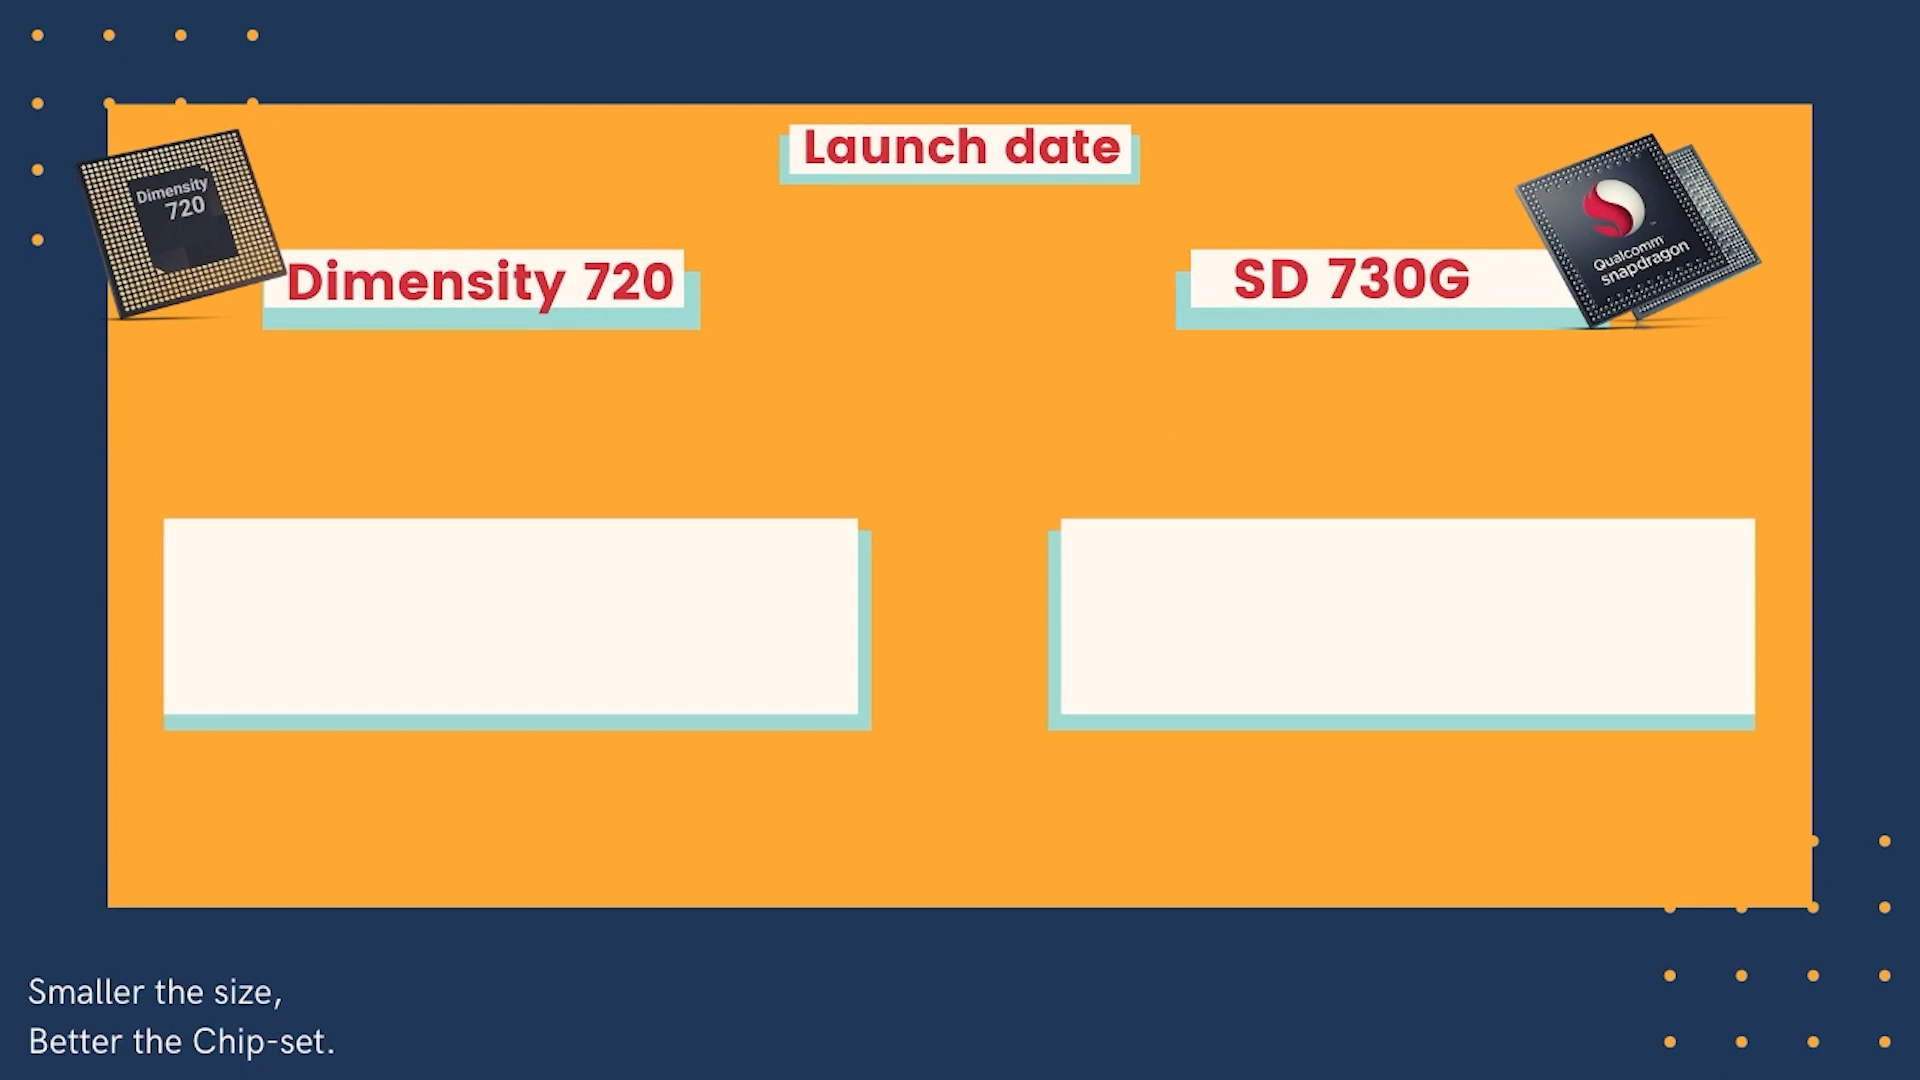 Launch date
Dimensity
720
Dimensity 720
SD 730G
Qualcomm
snapdragon
Smaller the size,
Better the Chip-set.